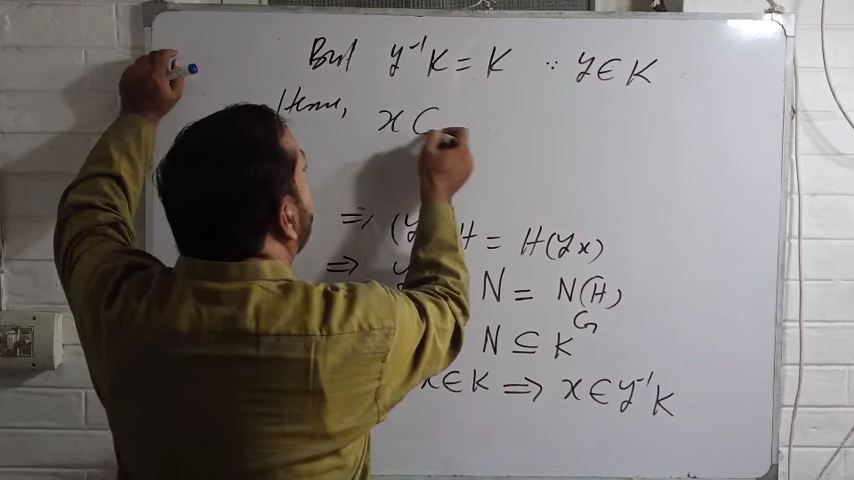 But y⁻¹K = K ∵ y∈K
Hence, x
⇒ (y H = H(yx)
⇒ N = N(H)
G
N ⊆ K
x∈K ⇒ x∈y⁻¹K